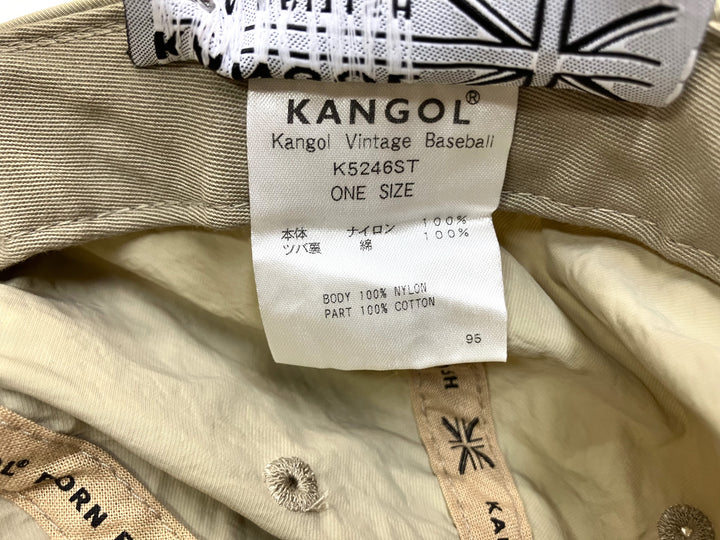 KANGOL®
Kangol Vintage Baseball
K5246ST
ONE SIZE
本体 ナイロン 100%
ツバ裏 綿 100%
BODY 100% NYLON
PART 100% COTTON
95
BORN